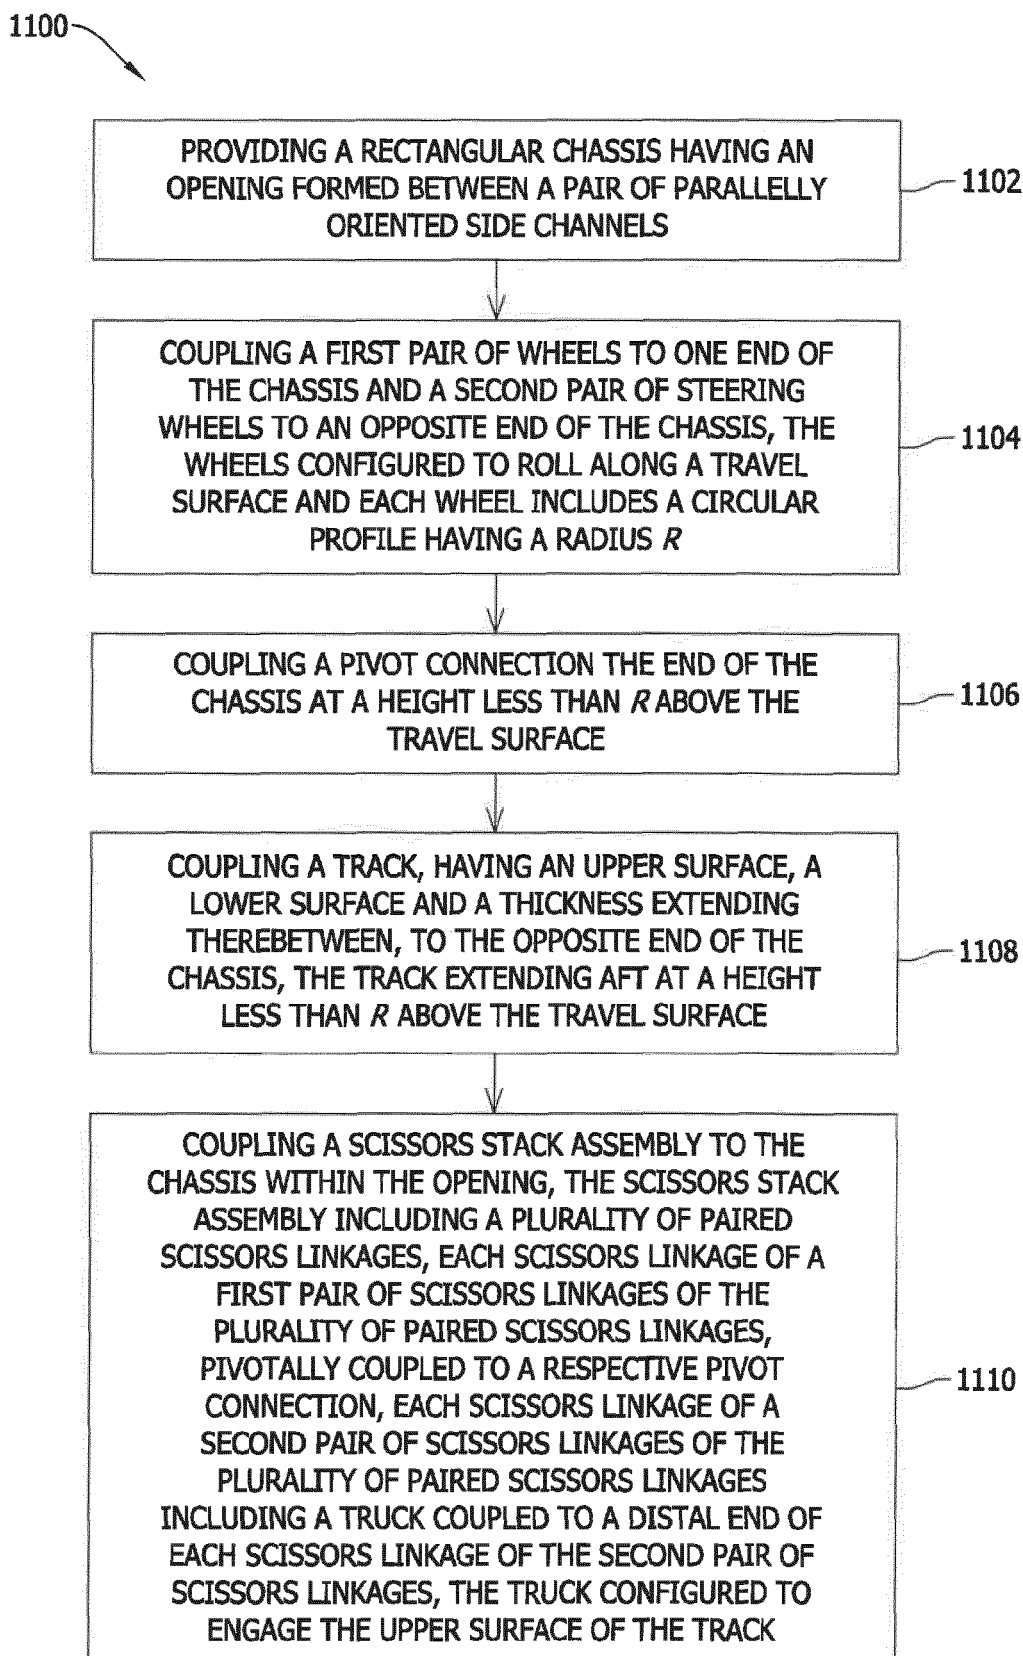 1100
PROVIDING A RECTANGULAR CHASSIS HAVING AN
OPENING FORMED BETWEEN A PAIR OF PARALLELLY
ORIENTED SIDE CHANNELS
1102
COUPLING A FIRST PAIR OF WHEELS TO ONE END OF
THE CHASSIS AND A SECOND PAIR OF STEERING
WHEELS TO AN OPPOSITE END OF THE CHASSIS, THE
WHEELS CONFIGURED TO ROLL ALONG A TRAVEL
SURFACE AND EACH WHEEL INCLUDES A CIRCULAR
PROFILE HAVING A RADIUS R
1104
COUPLING A PIVOT CONNECTION THE END OF THE
CHASSIS AT A HEIGHT LESS THAN R ABOVE THE
TRAVEL SURFACE
1106
COUPLING A TRACK, HAVING AN UPPER SURFACE, A
LOWER SURFACE AND A THICKNESS EXTENDING
THEREBETWEEN, TO THE OPPOSITE END OF THE
CHASSIS, THE TRACK EXTENDING AFT AT A HEIGHT
LESS THAN R ABOVE THE TRAVEL SURFACE
1108
COUPLING A SCISSORS STACK ASSEMBLY TO THE
CHASSIS WITHIN THE OPENING, THE SCISSORS STACK
ASSEMBLY INCLUDING A PLURALITY OF PAIRED
SCISSORS LINKAGES, EACH SCISSORS LINKAGE OF A
FIRST PAIR OF SCISSORS LINKAGES OF THE
PLURALITY OF PAIRED SCISSORS LINKAGES,
PIVOTALLY COUPLED TO A RESPECTIVE PIVOT
CONNECTION, EACH SCISSORS LINKAGE OF A
SECOND PAIR OF SCISSORS LINKAGES OF THE
PLURALITY OF PAIRED SCISSORS LINKAGES
INCLUDING A TRUCK COUPLED TO A DISTAL END OF
EACH SCISSORS LINKAGE OF THE SECOND PAIR OF
SCISSORS LINKAGES, THE TRUCK CONFIGURED TO
ENGAGE THE UPPER SURFACE OF THE TRACK
1110